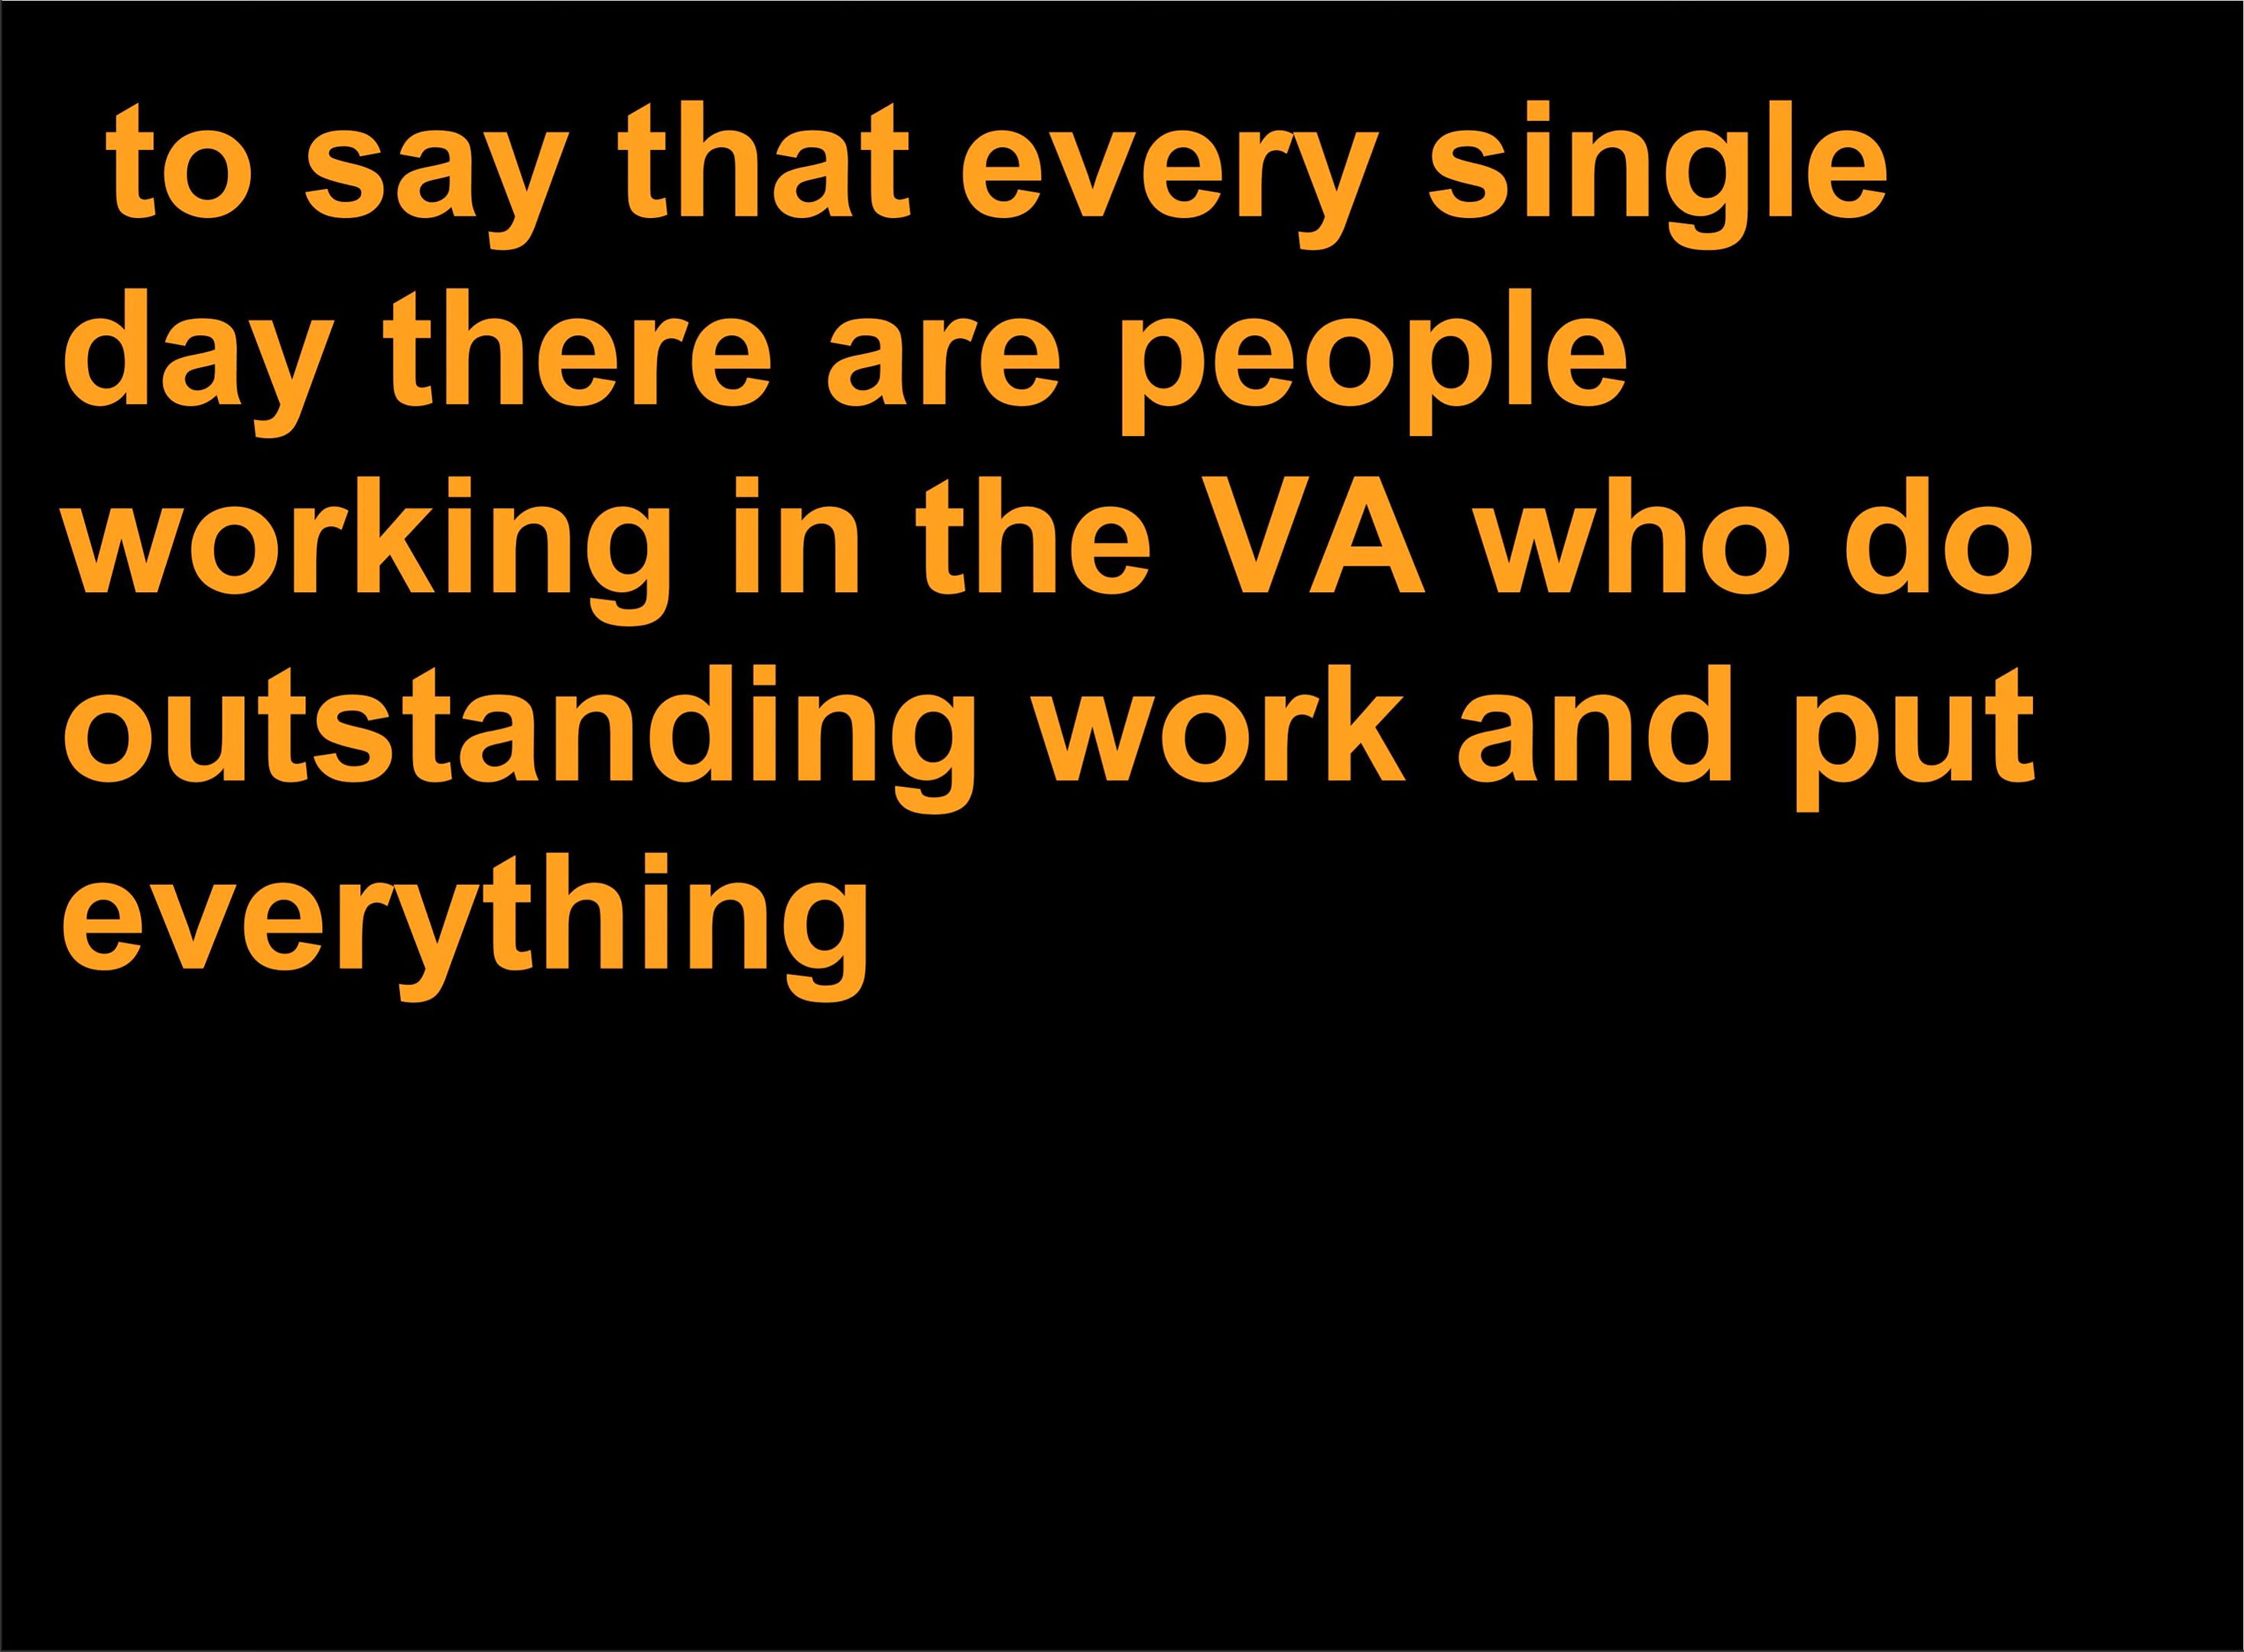 to say that every single
day there are people
working in the VA who do
outstanding work and put
everything